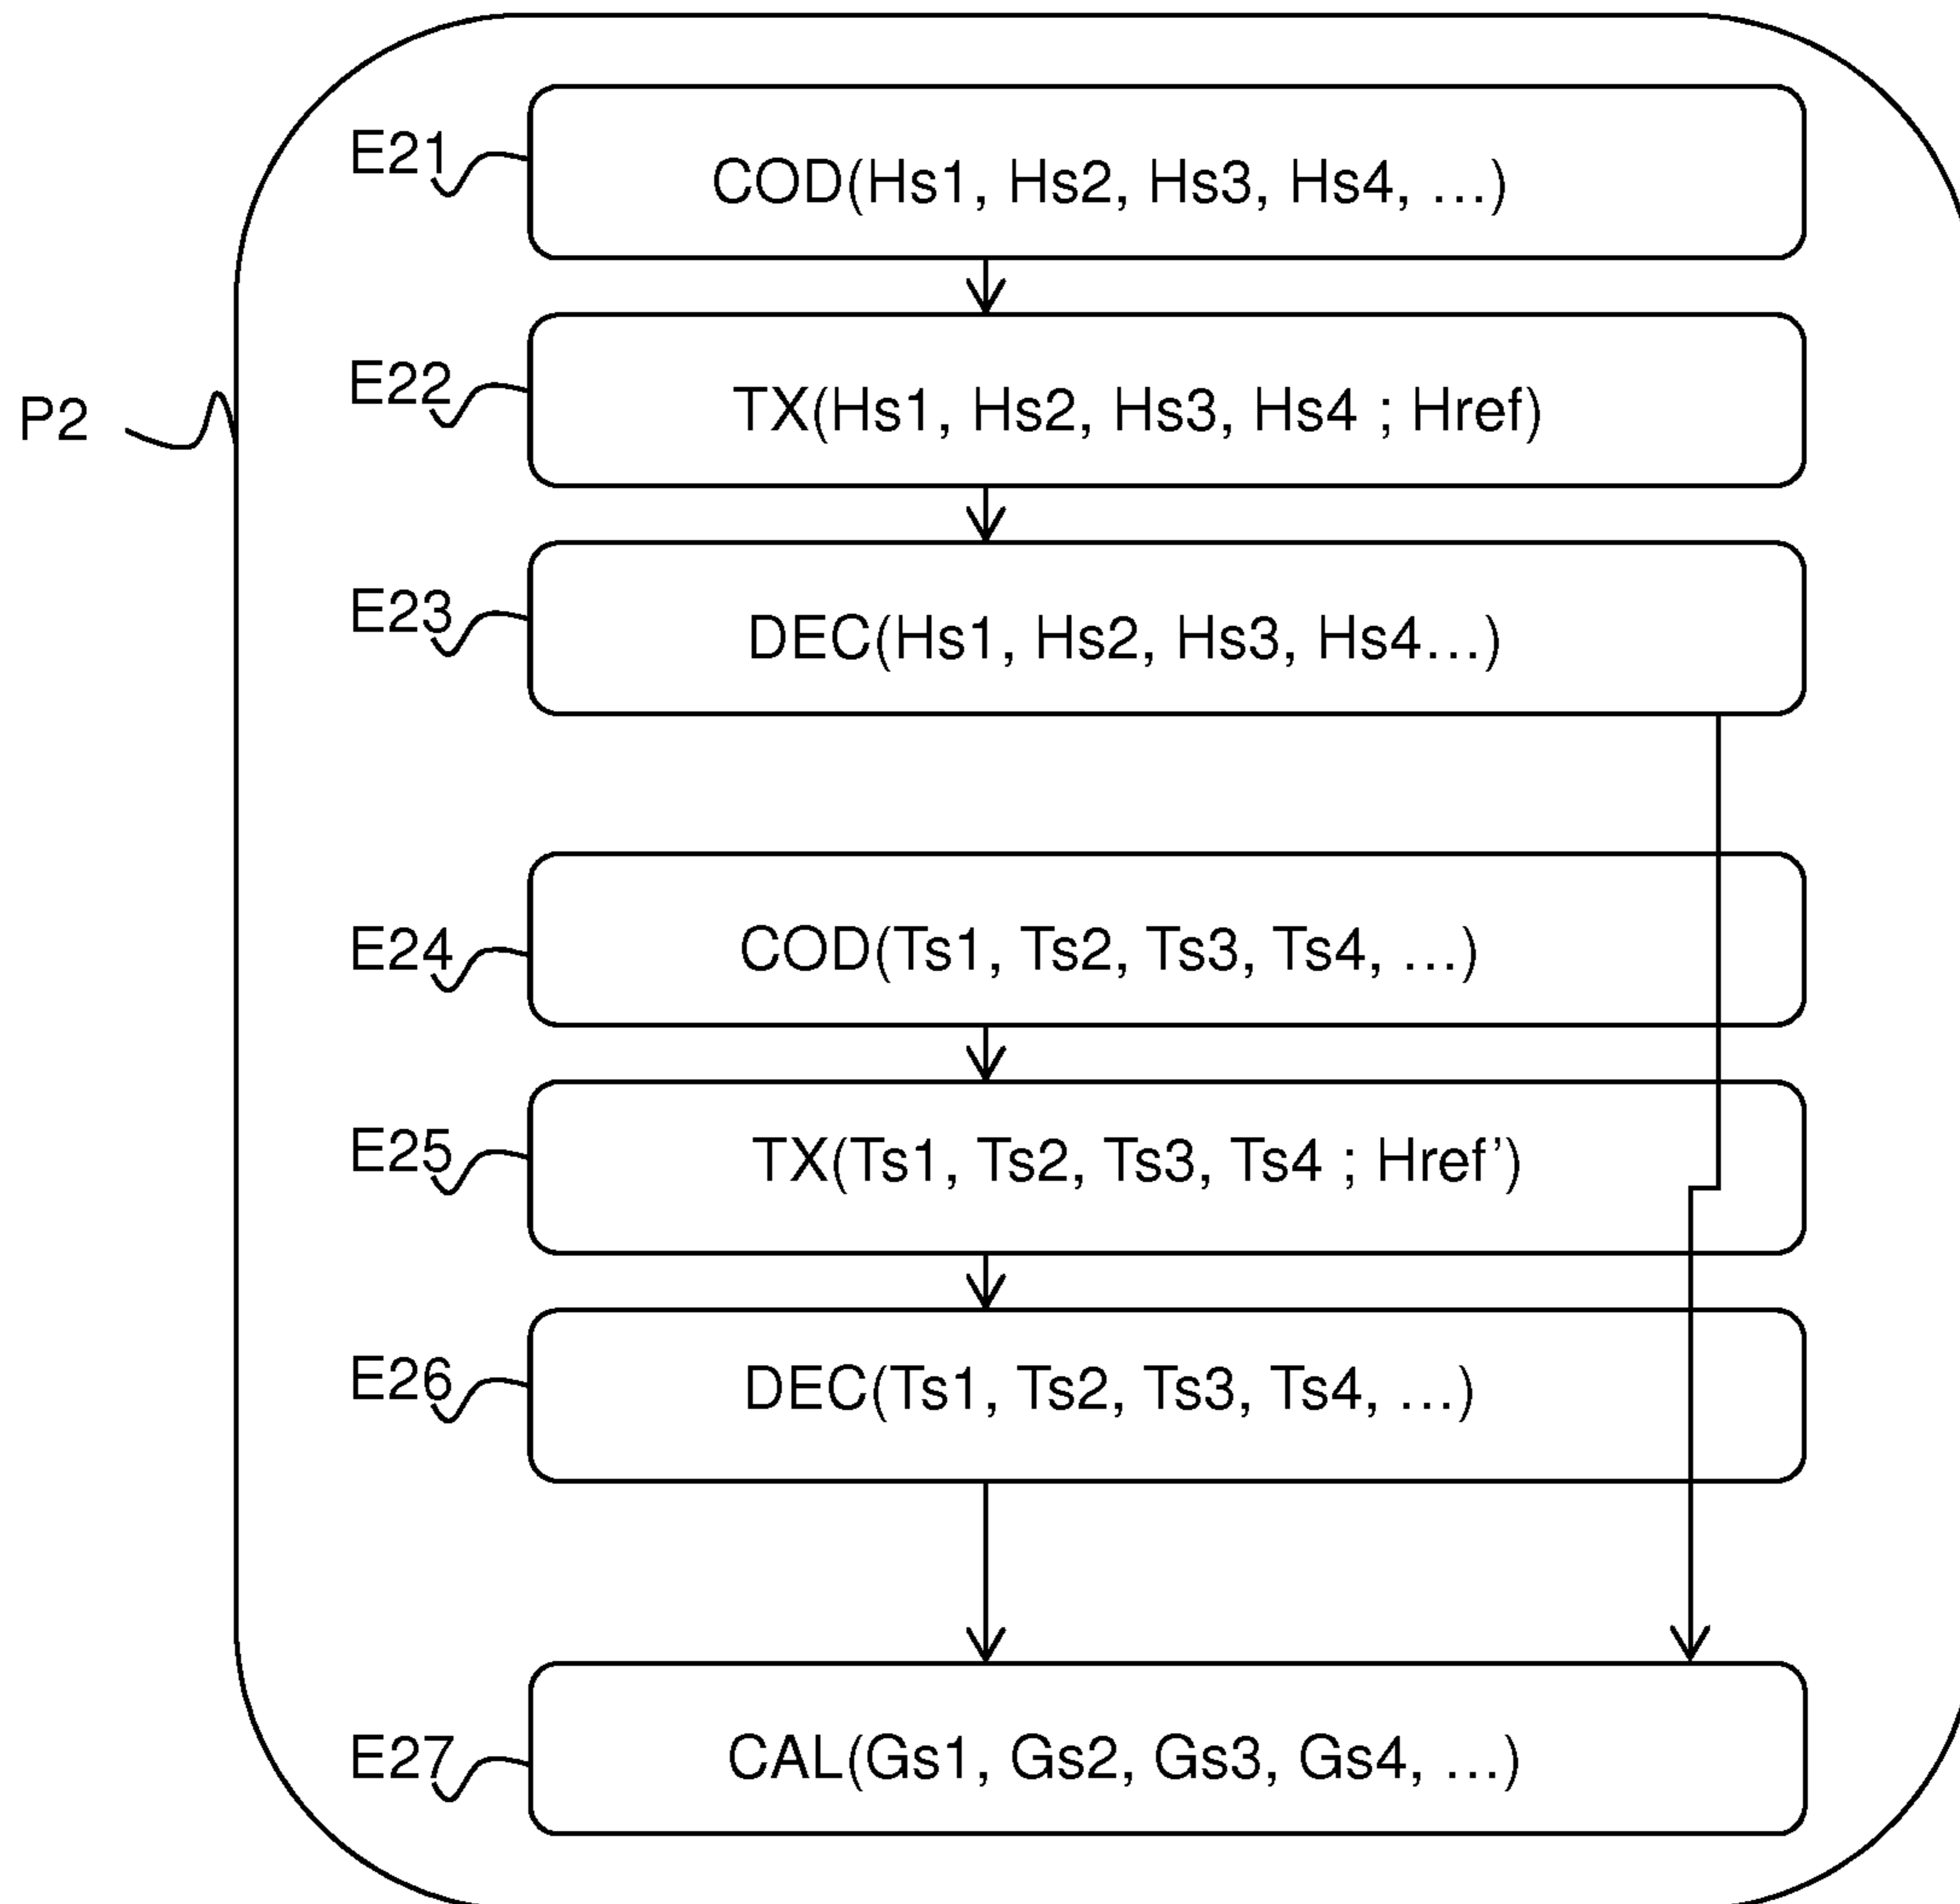 E21
COD(Hs1, Hs2, Hs3, Hs4, ...)
E22
TX(Hs1, Hs2, Hs3, Hs4 ; Href)
P2
E23
DEC(Hs1, Hs2, Hs3, Hs4...)
E24
COD(Ts1, Ts2, Ts3, Ts4, ...)
E25
TX(Ts1, Ts2, Ts3, Ts4 ; Href’)
E26
DEC(Ts1, Ts2, Ts3, Ts4, ...)
E27
CAL(Gs1, Gs2, Gs3, Gs4, ...)